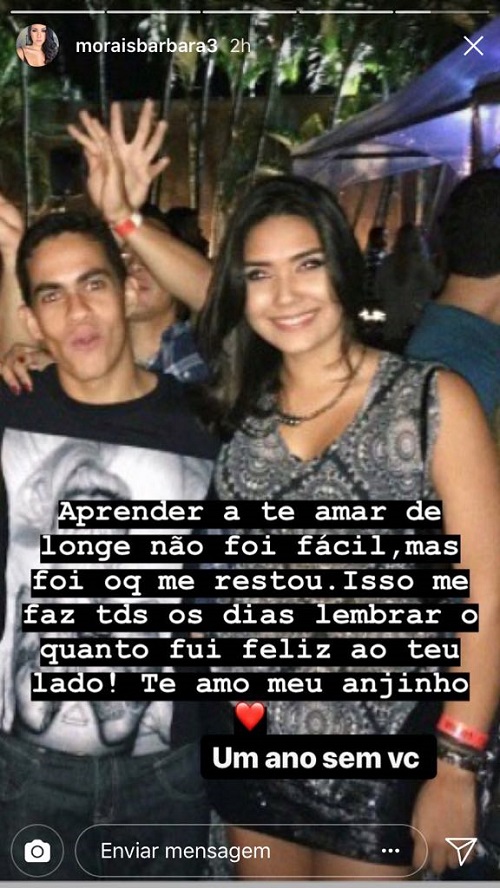 moraisbarbara3 2h
Aprender a te amar de
longe não foi fácil,mas
foi oq me restou.Isso me
faz tds os dias lembrar o
quanto fui feliz ao teu
lado! Te amo meu anjinho
❤️
Um ano sem vc
Enviar mensagem